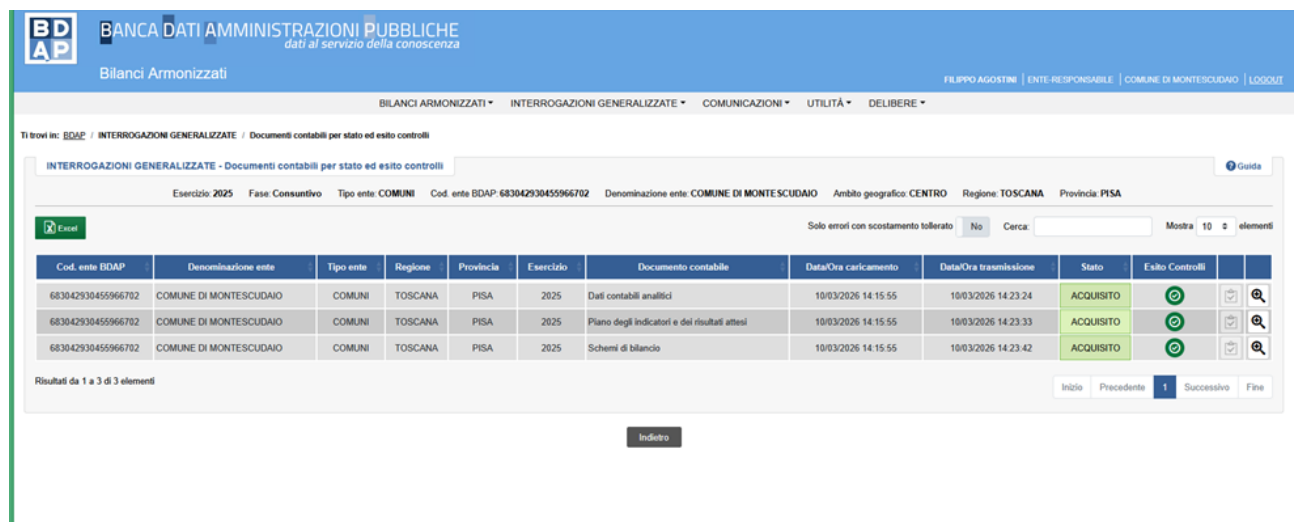 BD
AP
BANCA DATI AMMINISTRAZIONI PUBBLICHE
dati al servizio della conoscenza
Bilanci Armonizzati
FILIPPO AGOSTINI | ENTE-RESPONSABILE | COMUNE DI MONTESCUDAIO | LOGOUT
BILANCI ARMONIZZATI INTERROGAZIONI GENERALIZZATE COMUNICAZIONI UTILITÀ DELIBERE
Ti trovi in: BDAP / INTERROGAZIONI GENERALIZZATE / Documenti contabili per stato ed esito controlli
INTERROGAZIONI GENERALIZZATE - Documenti contabili per stato ed esito controlli Guida
Esercizio: 2025 Fase: Consuntivo Tipo ente: COMUNI Cod. ente BDAP: 683042930455966702 Denominazione ente: COMUNE DI MONTESCUDAIO Ambito geografico: CENTRO Regione: TOSCANA Provincia: PISA
Excel Solo errori con scostamento tollerato No Cerca: Mostra 10 elementi
Cod. ente BDAP Denominazione ente Tipo ente Regione Provincia Esercizio Documento contabile Data/Ora caricamento Data/Ora trasmissione Stato Esito Controlli
683042930455966702 COMUNE DI MONTESCUDAIO COMUNI TOSCANA PISA 2025 Dati contabili analitici 10/03/2026 14:15:55 10/03/2026 14:23:24 ACQUISITO
683042930455966702 COMUNE DI MONTESCUDAIO COMUNI TOSCANA PISA 2025 Piano degli indicatori e dei risultati attesi 10/03/2026 14:15:55 10/03/2026 14:23:33 ACQUISITO
683042930455966702 COMUNE DI MONTESCUDAIO COMUNI TOSCANA PISA 2025 Schemi di bilancio 10/03/2026 14:15:55 10/03/2026 14:23:42 ACQUISITO
Risultati da 1 a 3 di 3 elementi
Inizio Precedente 1 Successivo Fine
Indietro